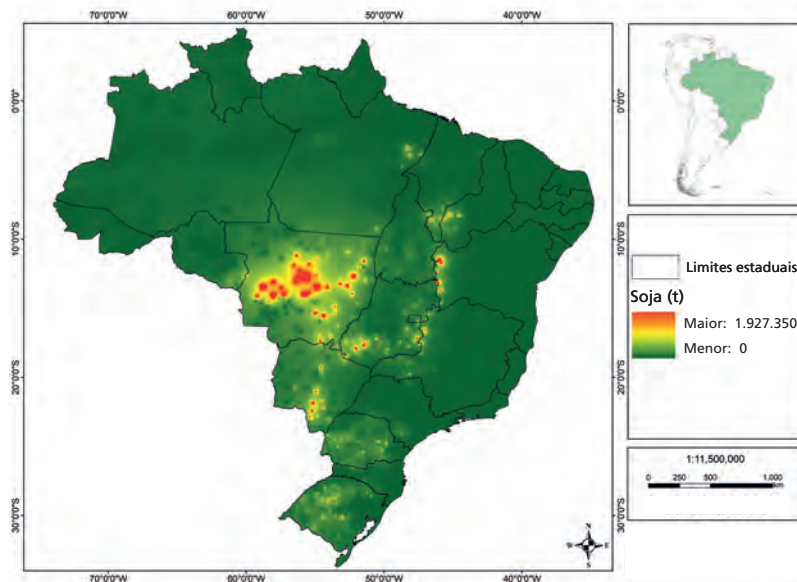 70°0'0"W 60°0'0"W 50°0'0"W 40°0'0"W
0°0'0"
10°0'0"S
20°0'0"S
30°0'0"S
0°0'0"
10°0'0"S
20°0'0"S
30°0'0"S
N
W E
S
70°0'0"W 60°0'0"W 50°0'0"W 40°0'0"W
Limites estaduais
Soja (t)
Maior: 1.927.350
Menor: 0
1:11,500,000
0 250 500 1,000
km